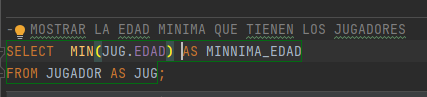 - MOSTRAR LA EDAD MINIMA QUE TIENEN LOS JUGADORES
SELECT MIN(JUG.EDAD) AS MINNIMA_EDAD
FROM JUGADOR AS JUG;